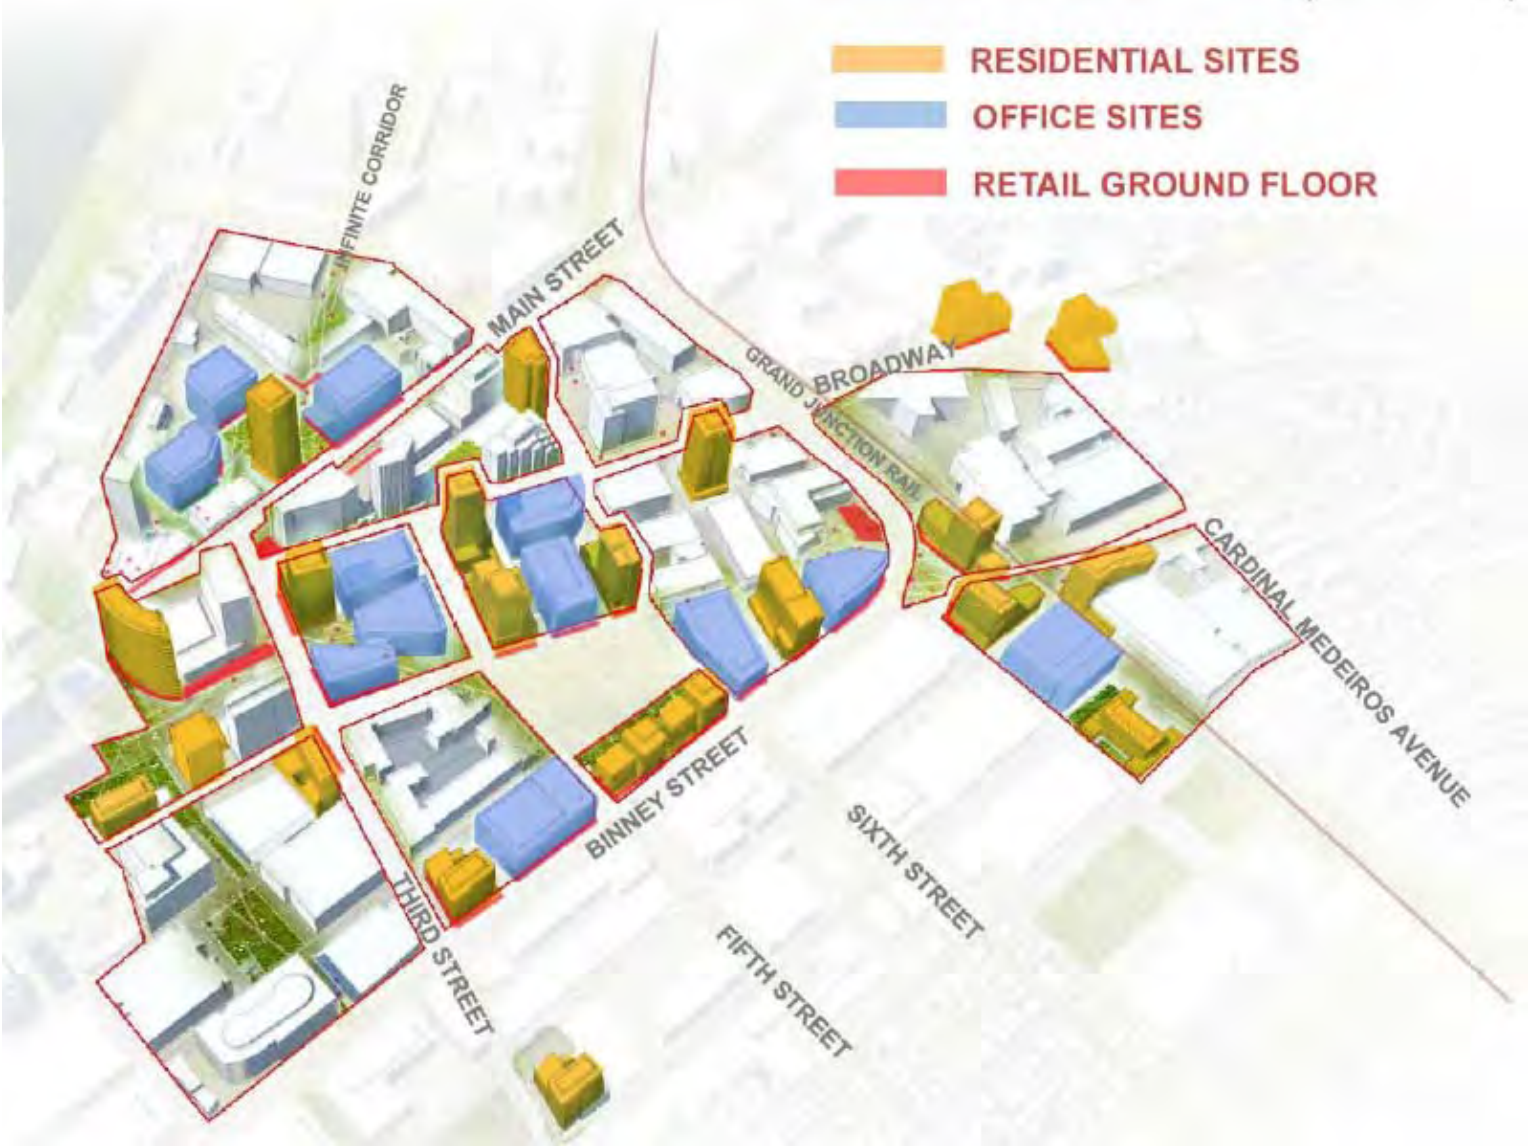 RESIDENTIAL SITES
OFFICE SITES
RETAIL GROUND FLOOR
INFINITE CORRIDOR
MAIN STREET
BROADWAY
GRAND JUNCTION RAIL
CARDINAL MEDEIROS AVENUE
BINNEY STREET
SIXTH STREET
THIRD STREET
FIFTH STREET